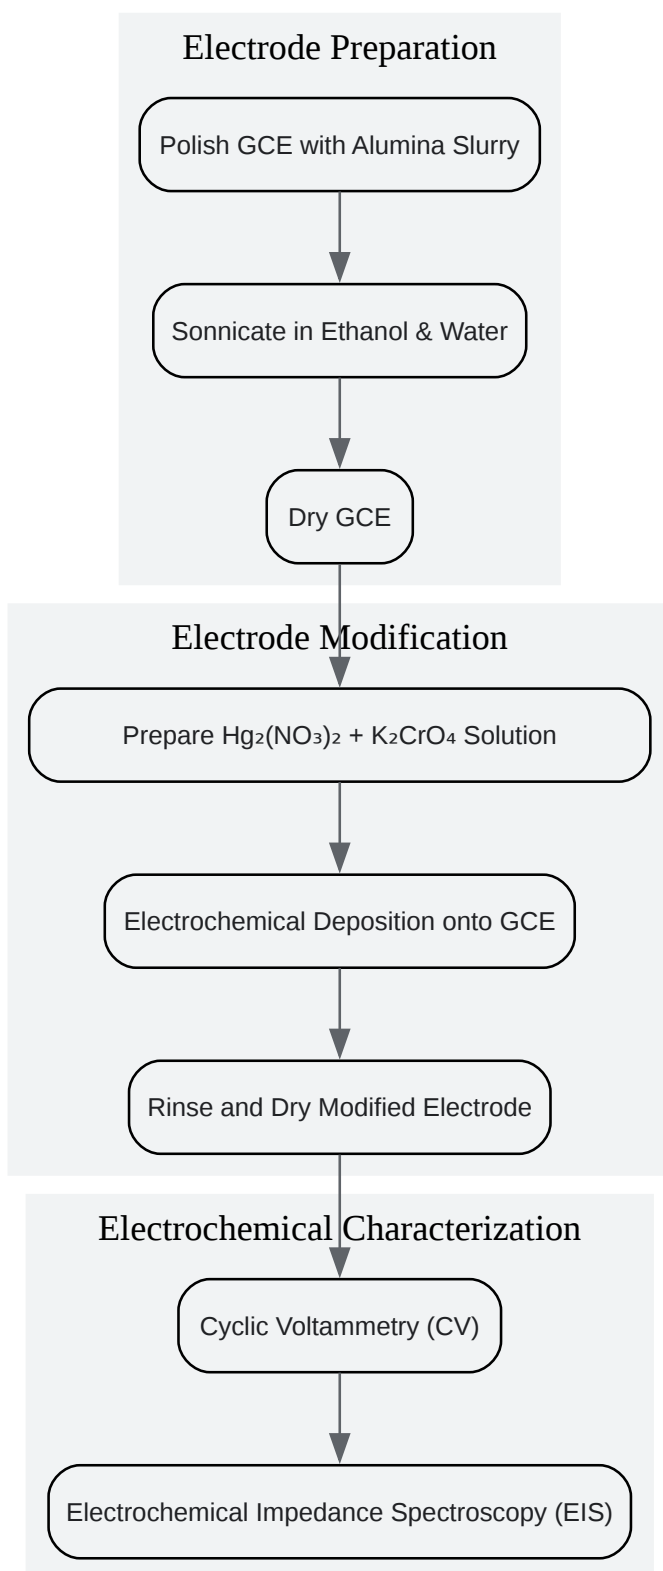 Electrode Preparation
Polish GCE with Alumina Slurry
Sonnicate in Ethanol & Water
Dry GCE
Electrode Modification
Prepare Hg₂(NO₃)₂ + K₂CrO₄ Solution
Electrochemical Deposition onto GCE
Rinse and Dry Modified Electrode
Electrochemical Characterization
Cyclic Voltammetry (CV)
Electrochemical Impedance Spectroscopy (EIS)